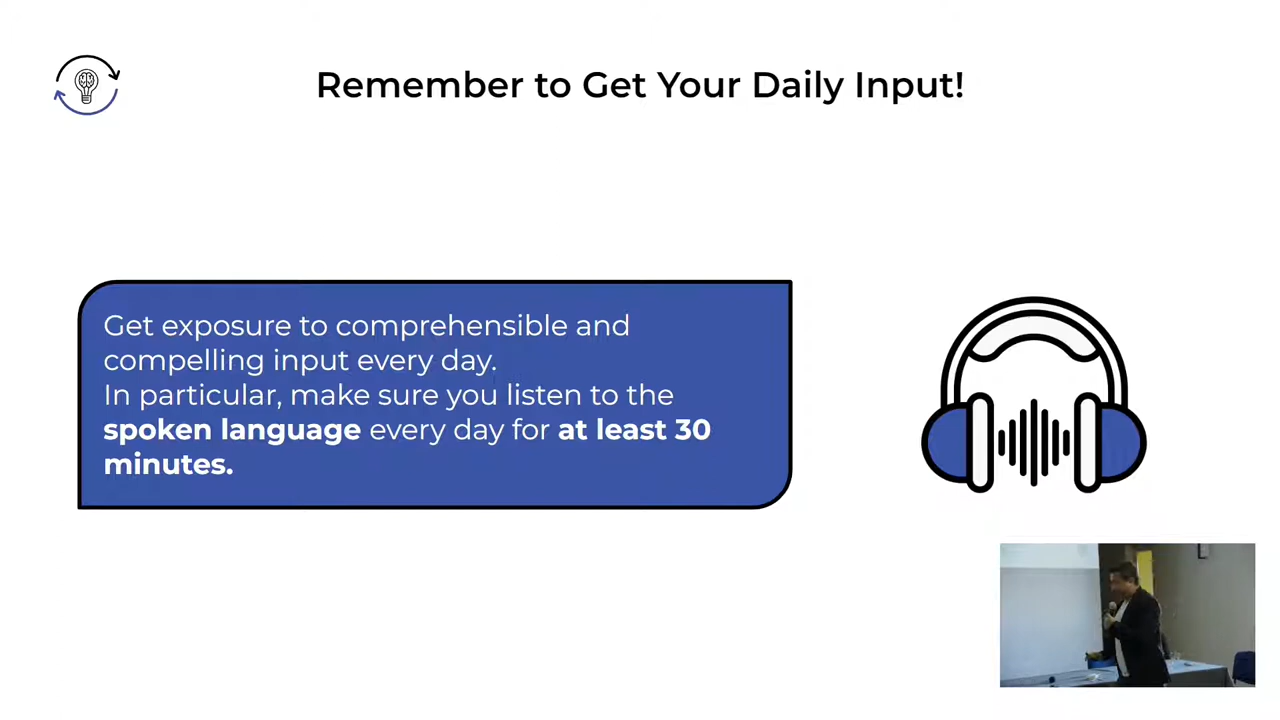 Remember to Get Your Daily Input!
Get exposure to comprehensible and
compelling input every day.
In particular, make sure you listen to the
spoken language every day for at least 30
minutes.